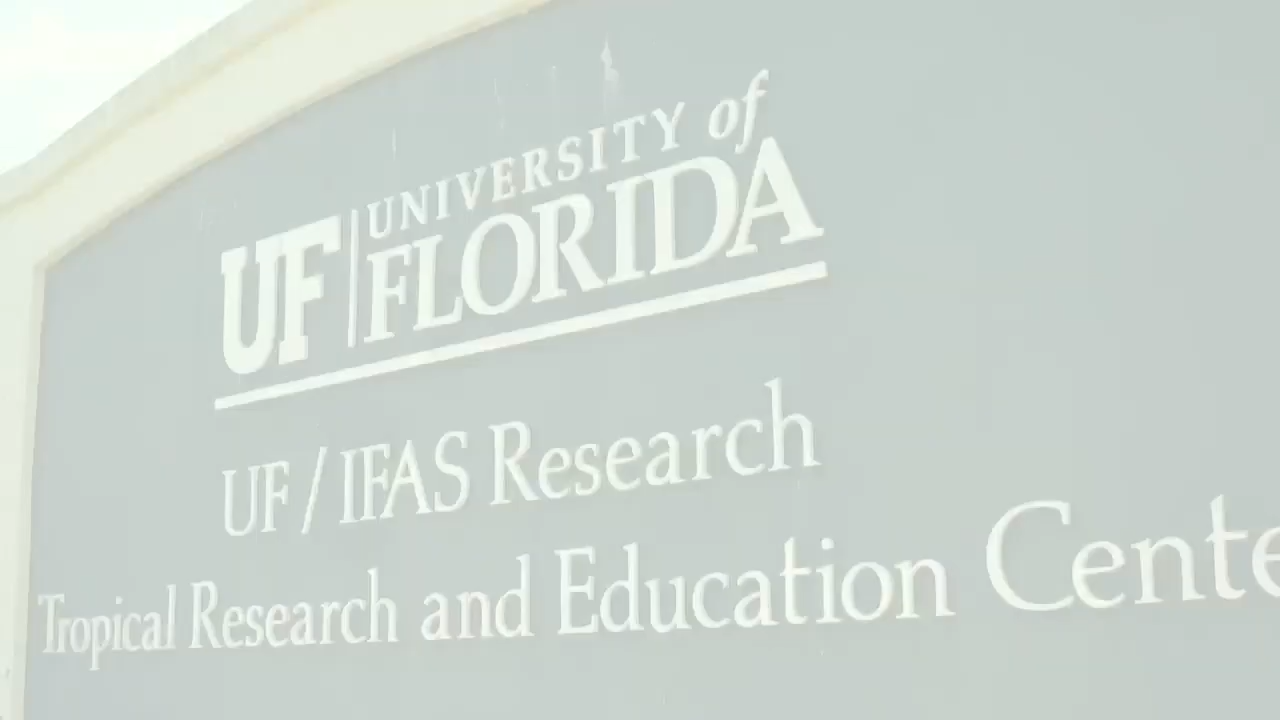 UF UNIVERSITY of
FLORIDA
UF / IFAS Research
Tropical Research and Education Cente